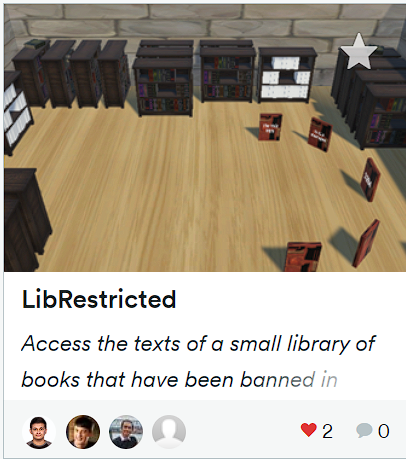 LibRestricted
Access the texts of a small library of
books that have been banned in
2
0